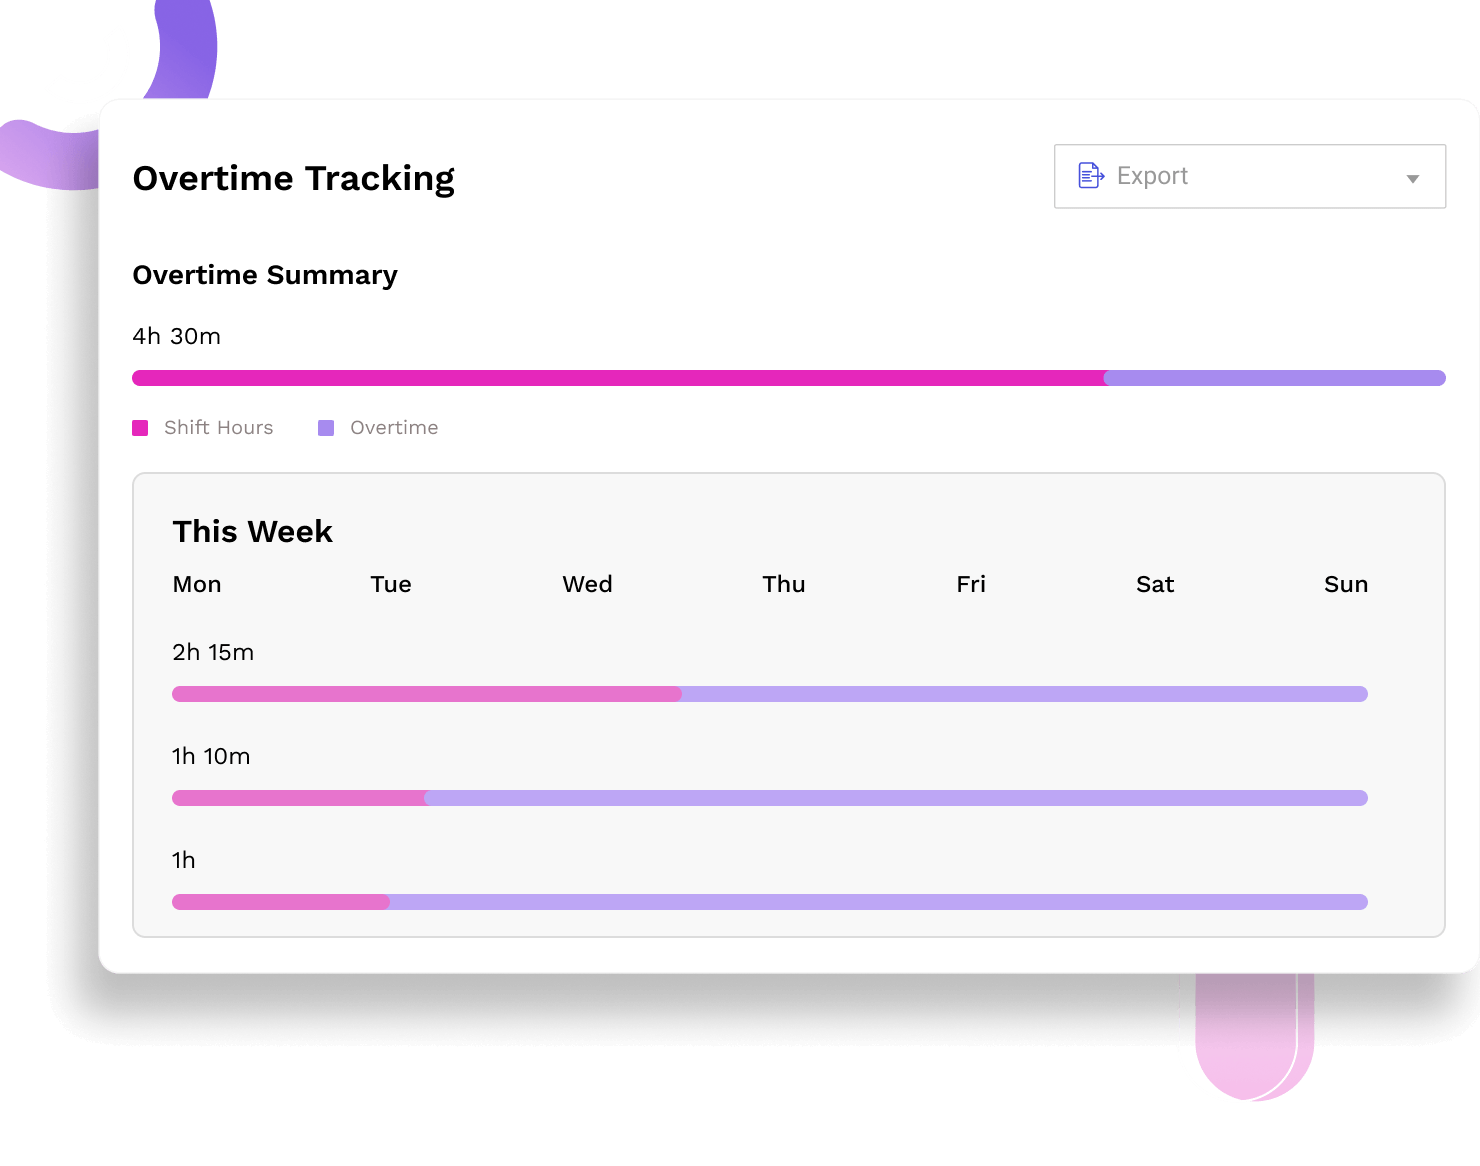 Overtime Tracking
Export
Overtime Summary
4h 30m
Shift Hours Overtime
This Week
Mon Tue Wed Thu Fri Sat Sun
2h 15m
1h 10m
1h